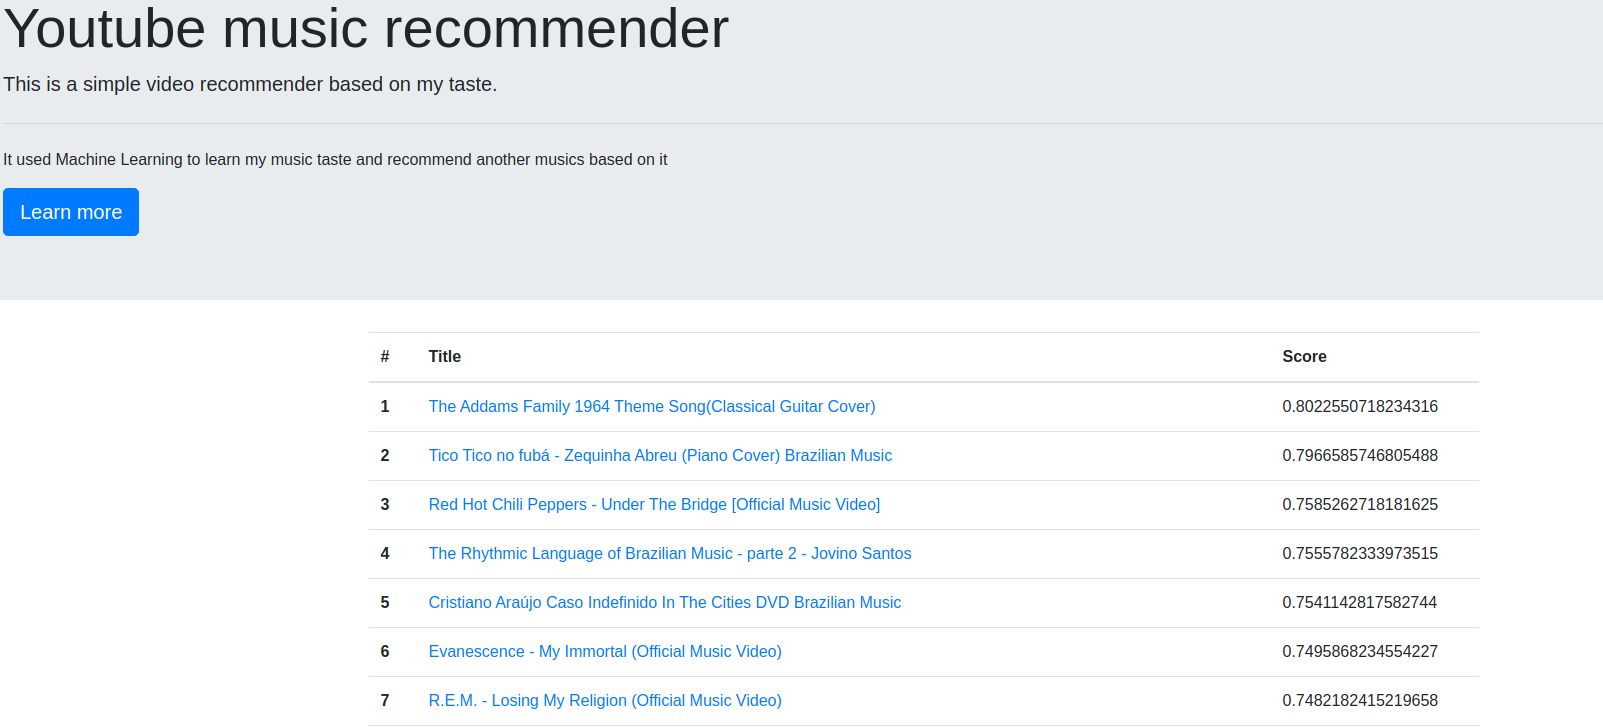 Youtube music recommender
This is a simple video recommender based on my taste.
It used Machine Learning to learn my music taste and recommend another musics based on it
Learn more
# Title Score
1 The Addams Family 1964 Theme Song(Classical Guitar Cover) 0.8022550718234316
2 Tico Tico no fubá - Zequinha Abreu (Piano Cover) Brazilian Music 0.7966585746805488
3 Red Hot Chili Peppers - Under The Bridge [Official Music Video] 0.7585262718181625
4 The Rhythmic Language of Brazilian Music - parte 2 - Jovino Santos 0.7555782333973515
5 Cristiano Araújo Caso Indefinido In The Cities DVD Brazilian Music 0.7541142817582744
6 Evanescence - My Immortal (Official Music Video) 0.7495868234554227
7 R.E.M. - Losing My Religion (Official Music Video) 0.7482182415219658